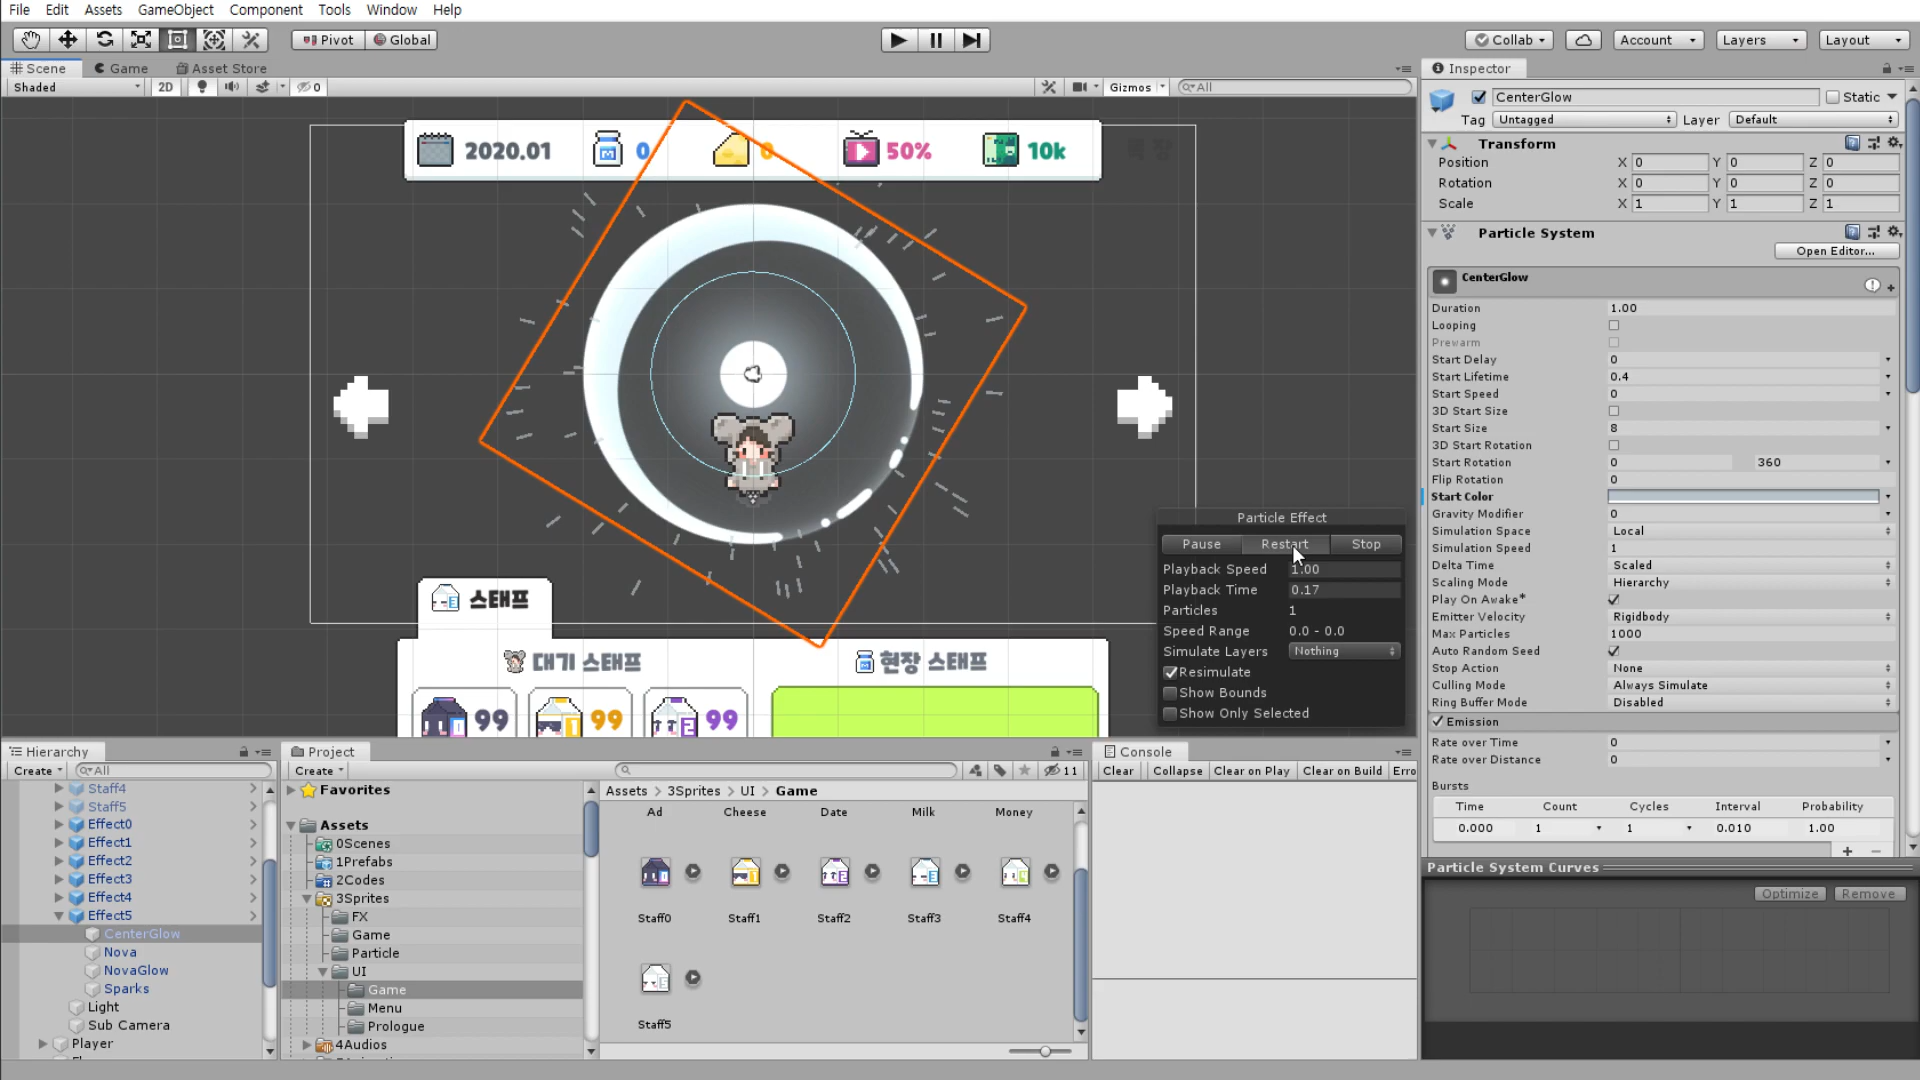 File Edit Assets GameObject Component Tools Window Help
Pivot Global
Collab Account Layers Layout
Scene Game Asset Store
Shaded 2D 0 Gizmos All
2020.01 0 0 50% 10k
스태프
대기 스태프 현장 스태프
99 99 99
Particle Effect
Pause Restart Stop
Playback Speed 1.00
Playback Time 0.17
Particles 1
Speed Range 0.0 - 0.0
Simulate Layers Nothing
Resimulate
Show Bounds
Show Only Selected
Inspector
CenterGlow Static
Tag Untagged Layer Default
Transform
Position X 0 Y 0 Z 0
Rotation X 0 Y 0 Z 0
Scale X 1 Y 1 Z 1
Particle System
Open Editor...
CenterGlow
Duration 1.00
Looping
Prewarm
Start Delay 0
Start Lifetime 0.4
Start Speed 0
3D Start Size
Start Size 8
3D Start Rotation
Start Rotation 0 360
Flip Rotation 0
Start Color
Gravity Modifier 0
Simulation Space Local
Simulation Speed 1
Delta Time Scaled
Scaling Mode Hierarchy
Play On Awake*
Emitter Velocity Rigidbody
Max Particles 1000
Auto Random Seed
Stop Action None
Culling Mode Always Simulate
Ring Buffer Mode Disabled
Emission
Rate over Time 0
Rate over Distance 0
Bursts
Time Count Cycles Interval Probability
0.000 1 1 0.010 1.00
Particle System Curves
Optimize Remove
Hierarchy
Create All
Staff4
Staff5
Effect0
Effect1
Effect2
Effect3
Effect4
Effect5
CenterGlow
Nova
NovaGlow
Sparks
Light
Sub Camera
Player
Project
Create 11
Favorites
Assets
0Scenes
1Prefabs
2Codes
3Sprites
FX
Game
Particle
UI
Game
Menu
Prologue
4Audios
Assets > 3Sprites > UI > Game
Ad Cheese Date Milk Money
Staff0 Staff1 Staff2 Staff3 Staff4
Staff5
Console
Clear Collapse Clear on Play Clear on Build Erro